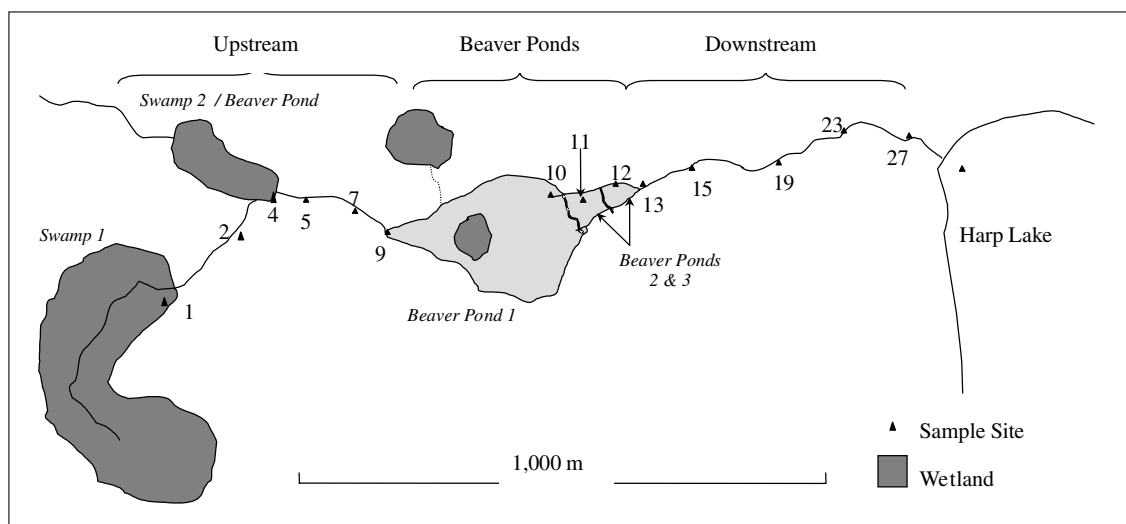 Upstream
Beaver Ponds
Downstream
Swamp 2 / Beaver Pond
23
11
27
10
12
15
19
13
4
5
7
2
9
Harp Lake
Swamp 1
Beaver Ponds
2 & 3
1
Beaver Pond 1
Sample Site
1,000 m
Wetland